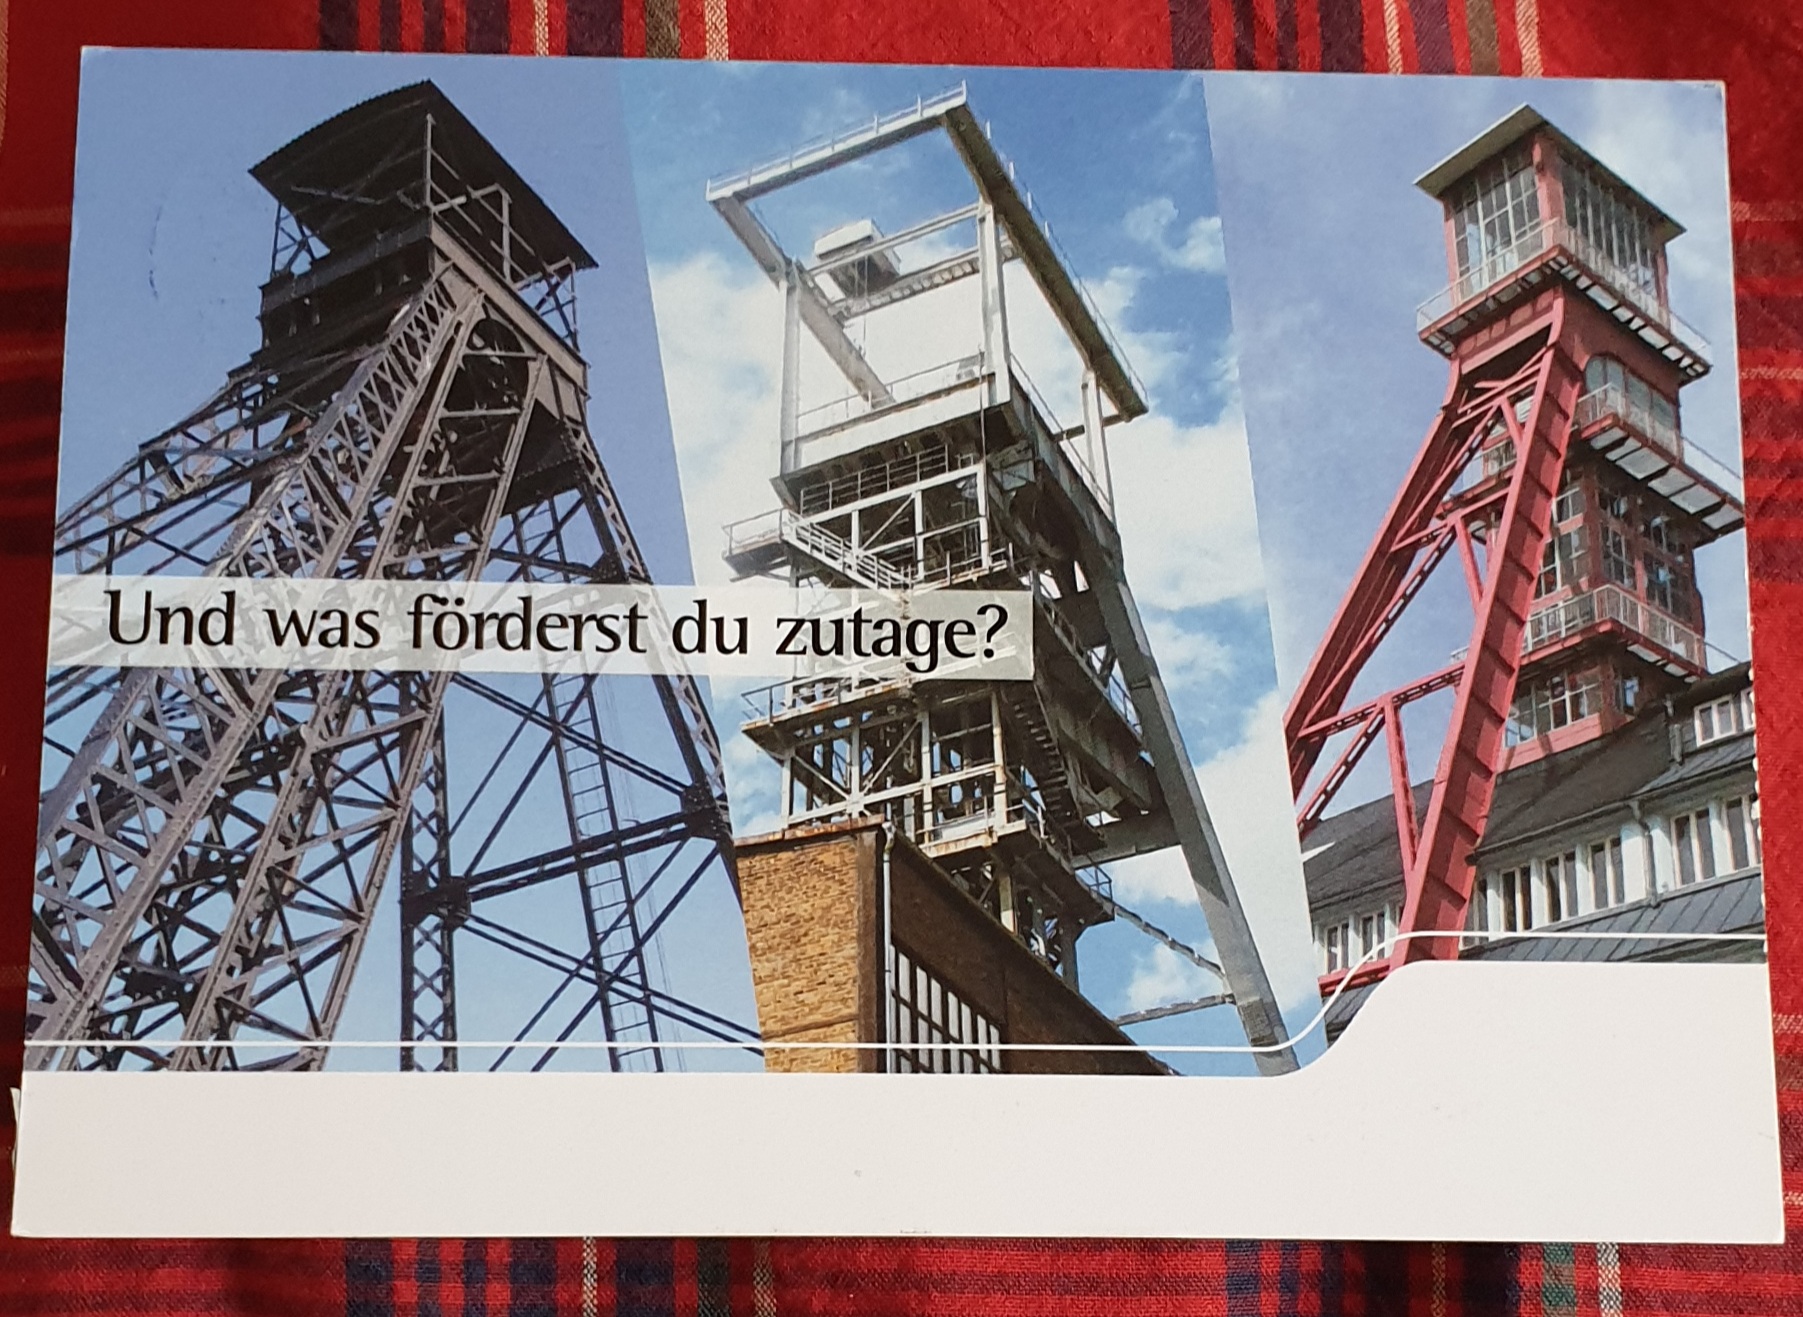 Und was förderst du zutage?